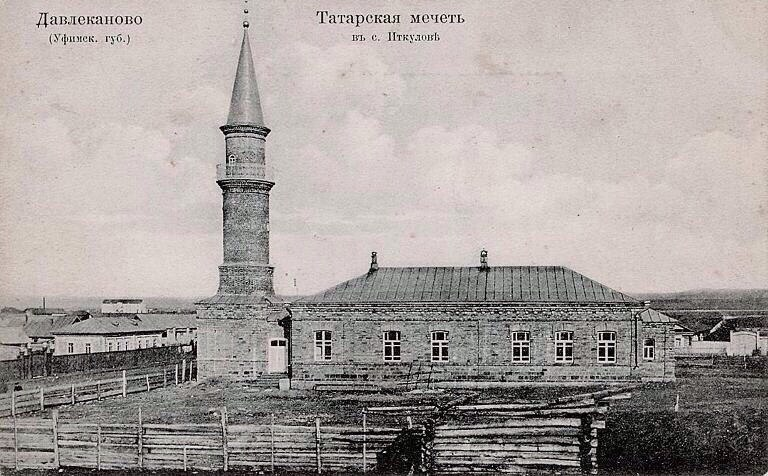 Давлеканово
(Уфимск. губ.)
Татарская мечеть
въ с. Иткуловѣ